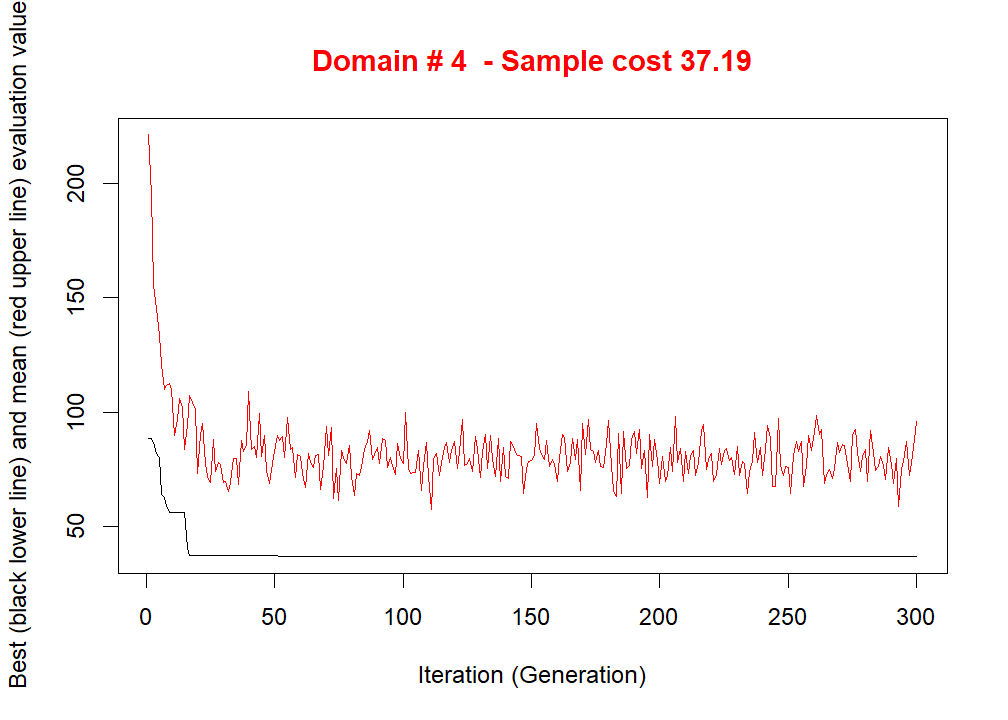 Domain # 4  - Sample cost 37.19
Best (black lower line) and mean (red upper line) evaluation value
200
150
100
50
0 50 100 150 200 250 300
Iteration (Generation)